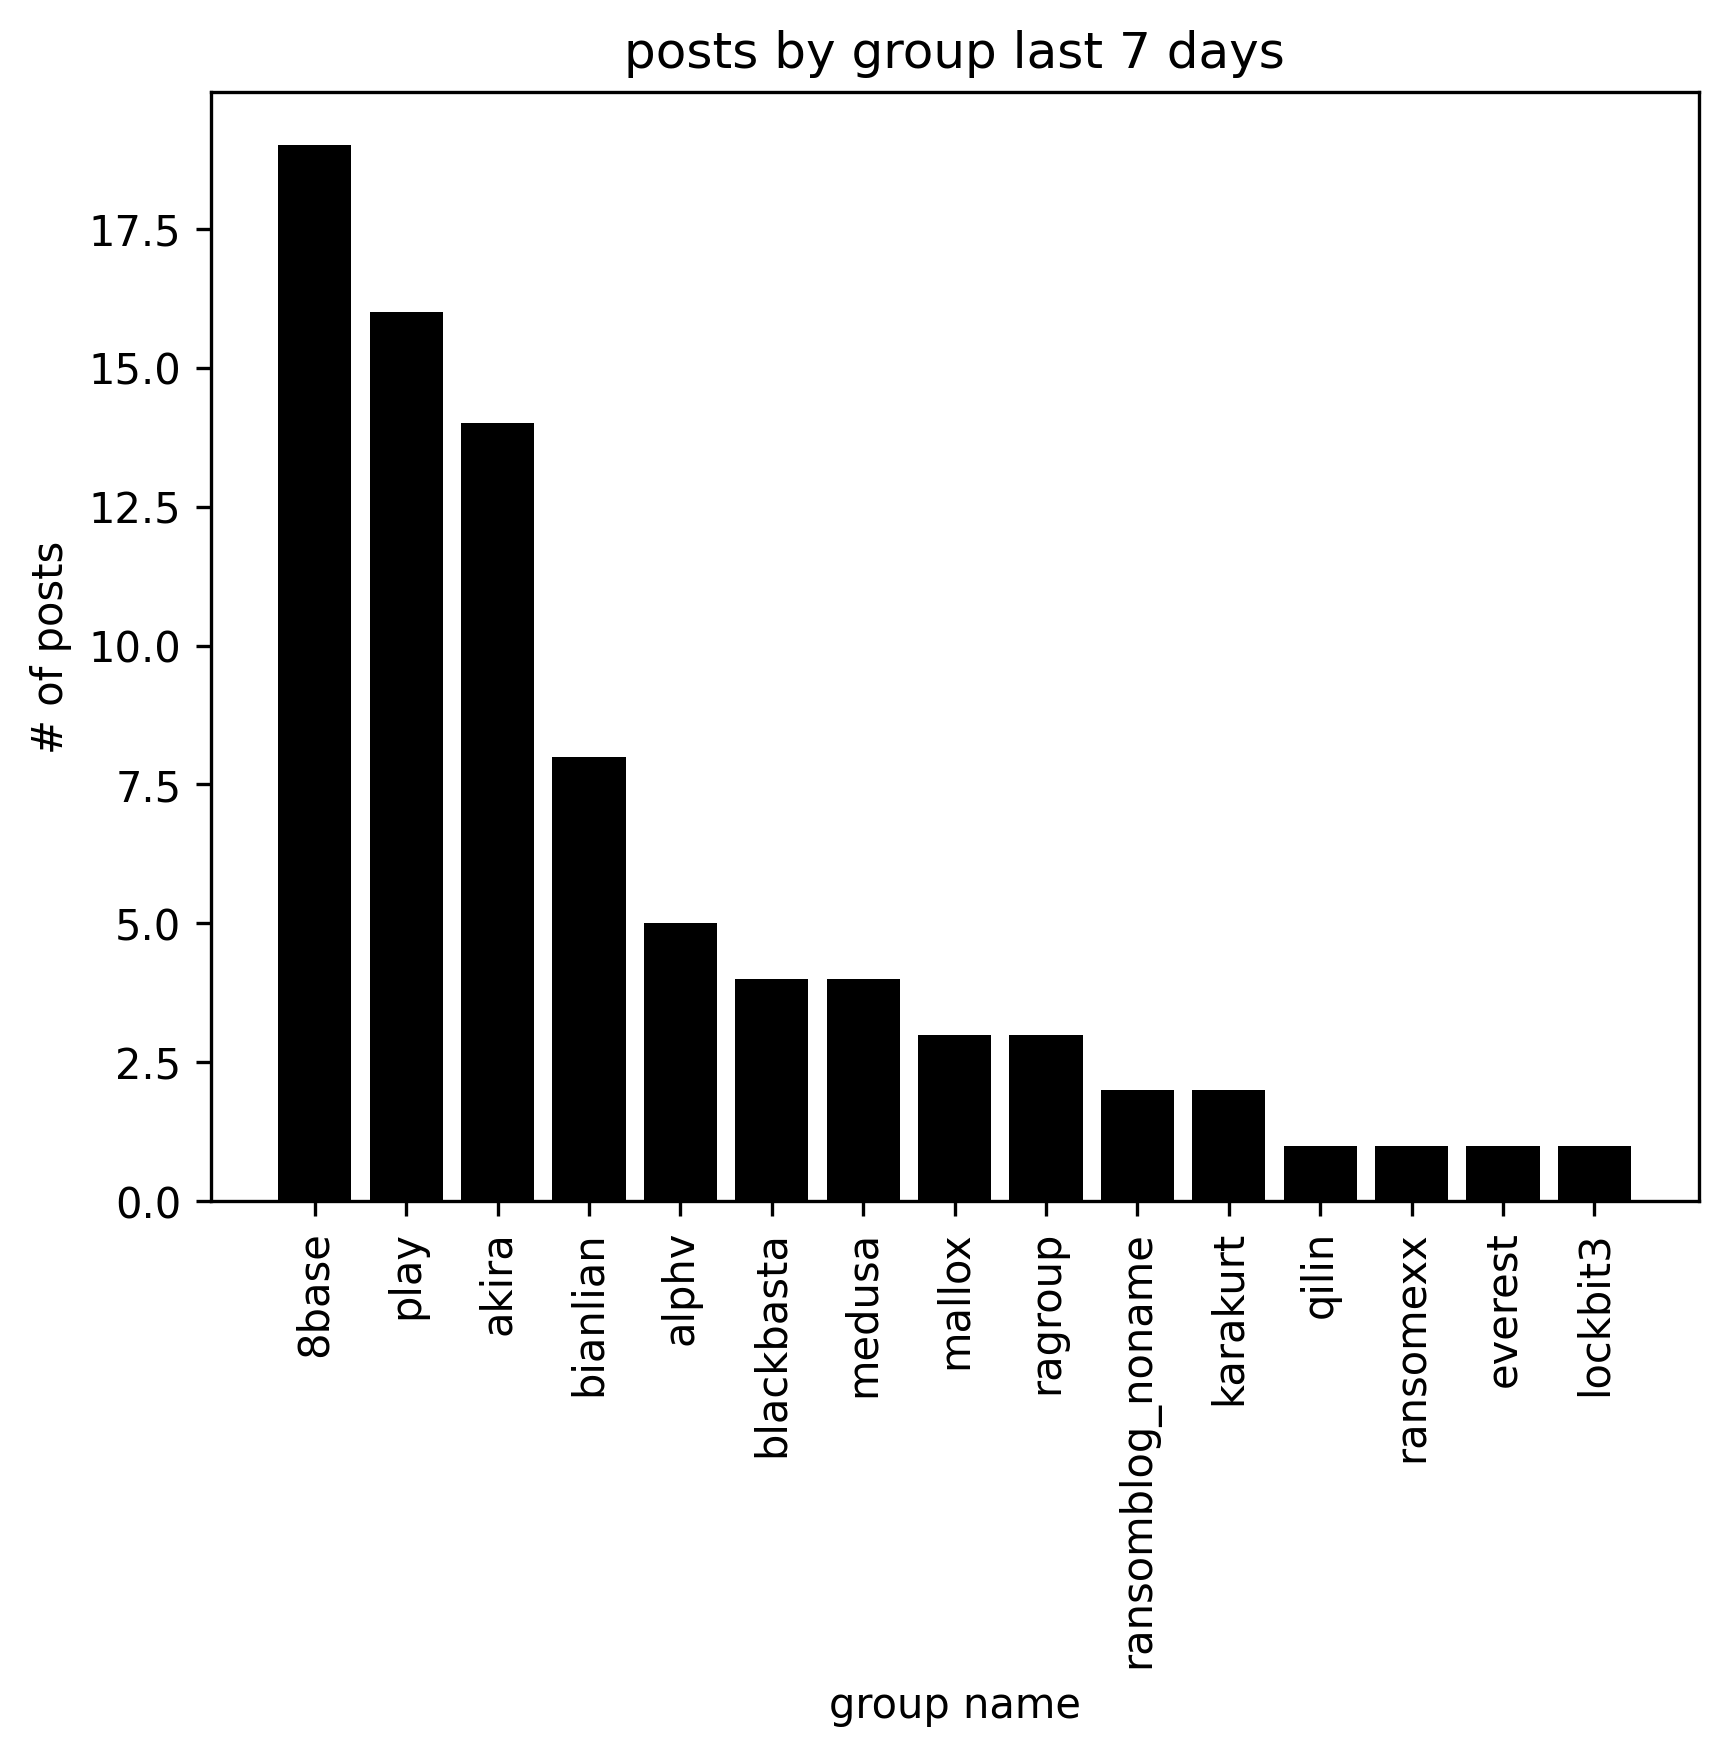 posts by group last 7 days
# of posts
17.5
15.0
12.5
10.0
7.5
5.0
2.5
0.0
8base
play
akira
bianlian
alphv
blackbasta
medusa
mallox
ragroup
ransomblog_noname
karakurt
qilin
ransomexx
everest
lockbit3
group name